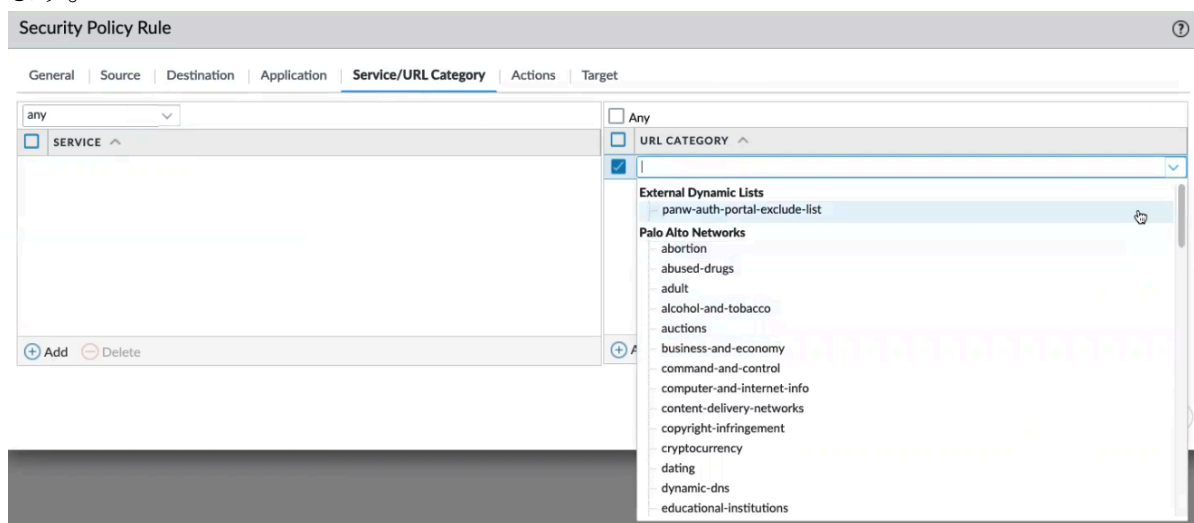 Security Policy Rule
General Source Destination Application Service/URL Category Actions Target
any
Any
SERVICE
URL CATEGORY
External Dynamic Lists
panw-auth-portal-exclude-list
Palo Alto Networks
abortion
abused-drugs
adult
alcohol-and-tobacco
auctions
Add Delete
business-and-economy
command-and-control
computer-and-internet-info
content-delivery-networks
copyright-infringement
cryptocurrency
dating
dynamic-dns
educational-institutions